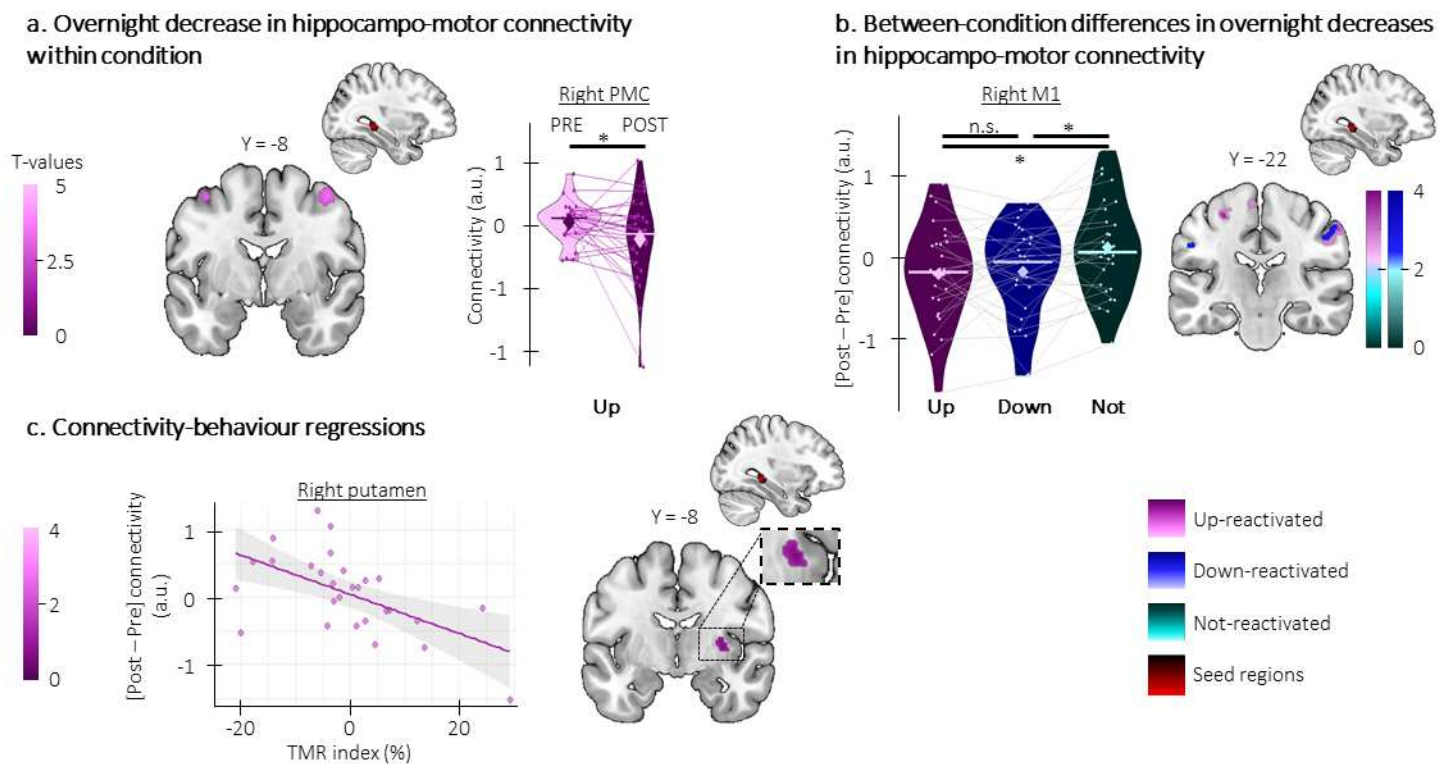 a. Overnight decrease in hippocampo-motor connectivity
within condition
T-values
5
2.5
0
Y = -8
Right PMC
PRE
POST
*
Connectivity (a.u.)
1
0
-1
-1
Up
b. Between-condition differences in overnight decreases
in hippocampo-motor connectivity
Right M1
n.s.
*
*
[Post – Pre] connectivity (a.u.)
1
0
-1
Up
Down
Not
Y = -22
4
2
0
c. Connectivity-behaviour regressions
4
2
0
Right putamen
[Post – Pre] connectivity
(a.u.)
1
0
-1
-20
0
20
TMR index (%)
Y = -8
Up-reactivated
Down-reactivated
Not-reactivated
Seed regions